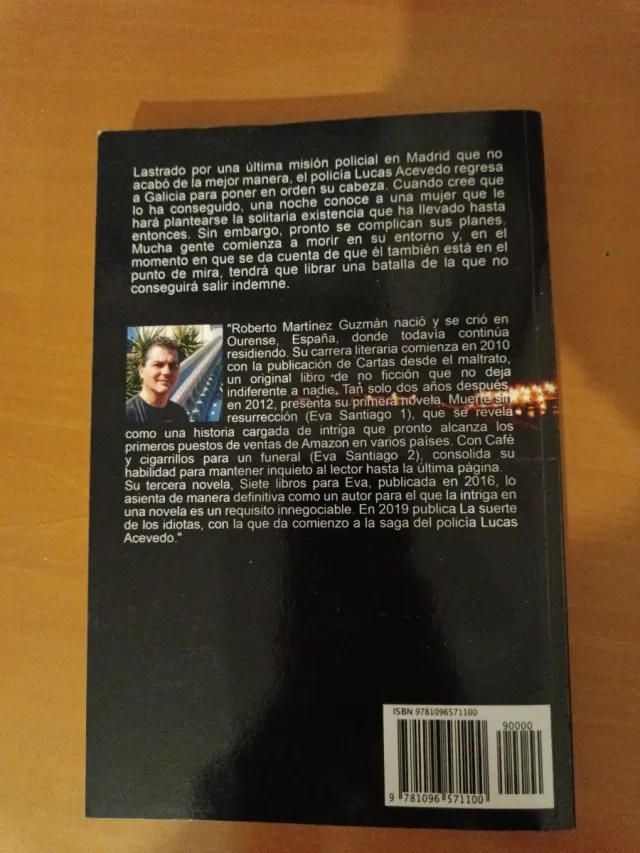 Lastrado por una última misión policial en Madrid que no
acabó de la mejor manera, el policía Lucas Acevedo regresa
a Galicia para poner en orden su cabeza. Cuando cree que
lo ha conseguido, una noche conoce a una mujer que le
hará plantearse la solitaria existencia que ha llevado hasta
entonces. Sin embargo, pronto se complican sus planes.
Mucha gente comienza a morir en su entorno y, en el
momento en que se da cuenta de que él también está en el
punto de mira, tendrá que librar una batalla de la que no
conseguirá salir indemne.
"Roberto Martínez Guzmán nació y se crió en
Ourense, España, donde todavía continúa
residiendo. Su carrera literaria comienza en 2010
con la publicación de Cartas desde el maltrato,
un original libro de no ficción que no deja
indiferente a nadie. Tan solo dos años después,
en 2012, presenta su primera novela, Muerte sin
resurrección (Eva Santiago 1), que se revela
como una historia cargada de intriga que pronto alcanza los
primeros puestos de ventas de Amazon en varios países. Con Café
y cigarrillos para un funeral (Eva Santiago 2), consolida su
habilidad para mantener inquieto al lector hasta la última página.
Su tercera novela, Siete libros para Eva, publicada en 2016, lo
asienta de manera definitiva como un autor para el que la intriga en
una novela es un requisito innegociable. En 2019 publica La suerte
de los idiotas, con la que da comienzo a la saga del policía Lucas
Acevedo."
ISBN 9781096571100
90000
9 781096 571100